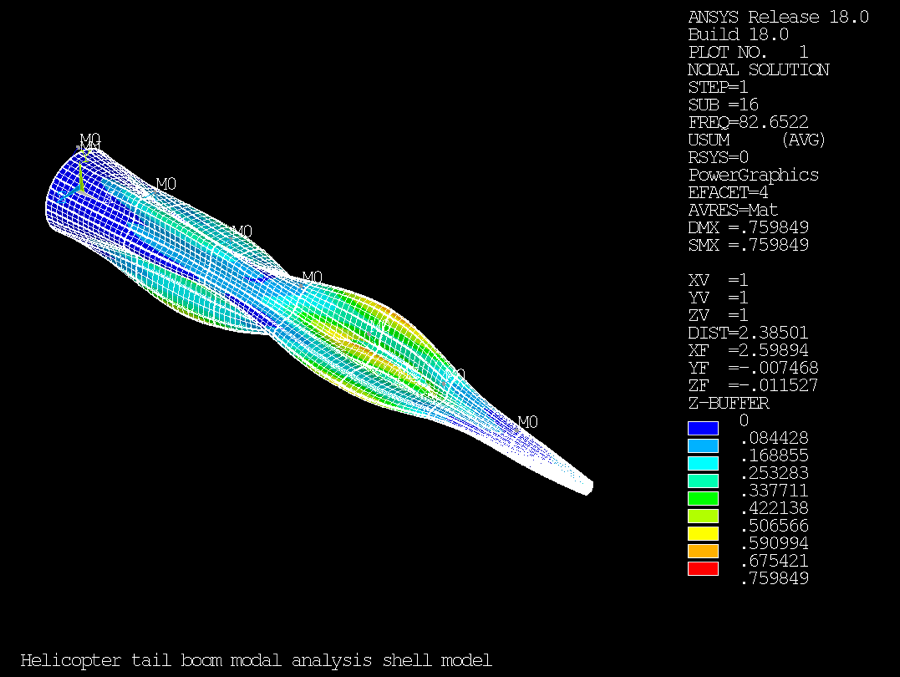 ANSYS Release 18.0
Build 18.0
PLOT NO. 1
NODAL SOLUTION
STEP=1
SUB =16
FREQ=82.6522
USUM (AVG)
RSYS=0
PowerGraphics
EFACET=4
AVRES=Mat
DMX =.759849
SMX =.759849
XV =1
YV =1
ZV =1
DIST=2.38501
XF =2.59894
YF =-.007468
ZF =-.011527
Z-BUFFER
0
.084428
.168855
.253283
.337711
.422138
.506566
.590994
.675421
.759849
M0
M0
M0
M0
M0
Helicopter tail boom modal analysis shell model